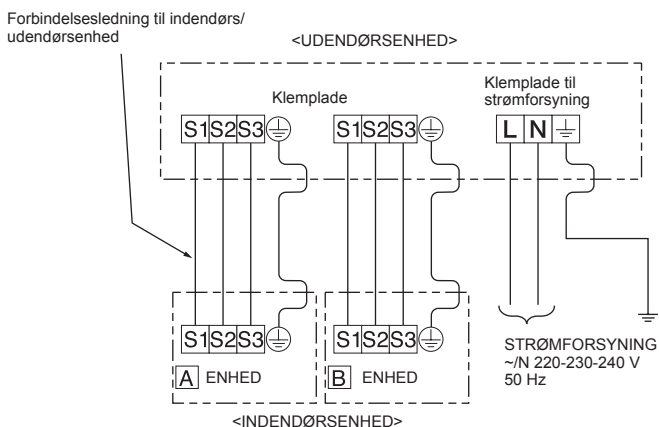 Forbindelsesledning til indendørs/
udendørsenhed
<UDENDØRSENHED>
Klemplade
Klemplade til
strømforsyning
S1 S2 S3
S1 S2 S3
L N
S1 S2 S3
S1 S2 S3
A ENHED
B ENHED
STRØMFORSYNING
~/N 220-230-240 V
50 Hz
<INDENDØRSENHED>